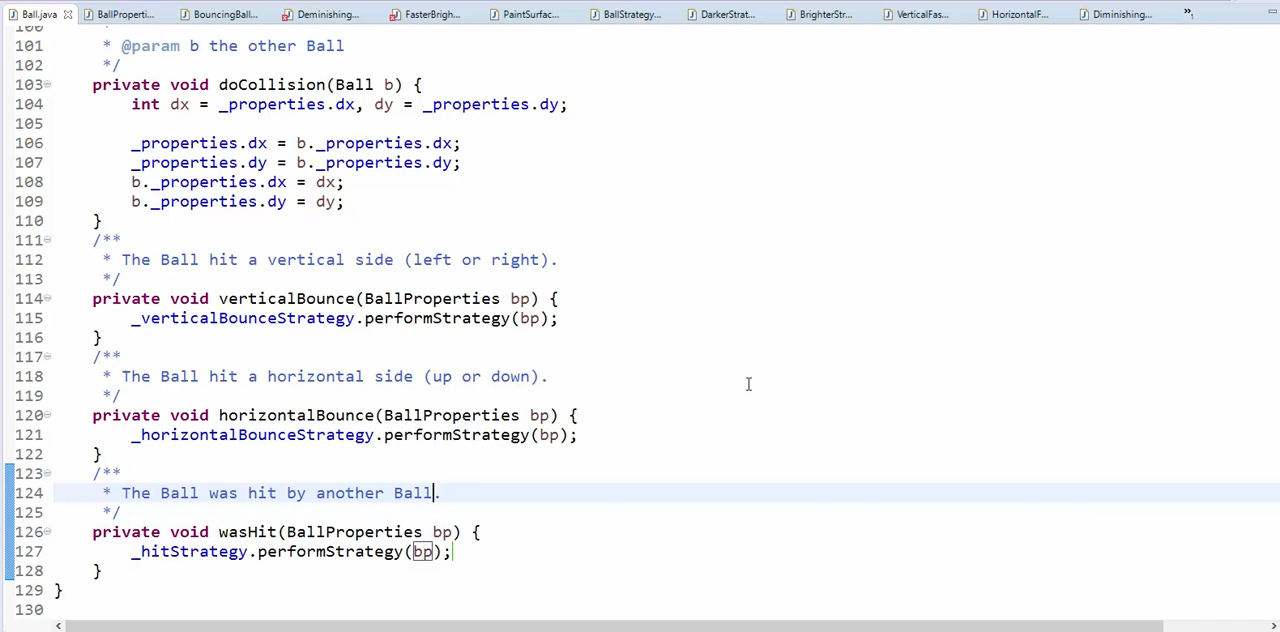 Ball.java BallProperti... BouncingBall... Deminishing... FasterBrigh... PaintSurfac... BallStrategy... DarkerStrat... BrighterStr... VerticalFas... HorizontalF... Diminishing... »1
100
101 * @param b the other Ball
102 */
103 private void doCollision(Ball b) {
104 int dx = _properties.dx, dy = _properties.dy;
105
106 _properties.dx = b._properties.dx;
107 _properties.dy = b._properties.dy;
108 b._properties.dx = dx;
109 b._properties.dy = dy;
110 }
111 /**
112 * The Ball hit a vertical side (left or right).
113 */
114 private void verticalBounce(BallProperties bp) {
115 _verticalBounceStrategy.performStrategy(bp);
116 }
117 /**
118 * The Ball hit a horizontal side (up or down).
119 */
120 private void horizontalBounce(BallProperties bp) {
121 _horizontalBounceStrategy.performStrategy(bp);
122 }
123 /**
124 * The Ball was hit by another Ball.
125 */
126 private void wasHit(BallProperties bp) {
127 _hitStrategy.performStrategy(bp);
128 }
129 }
130